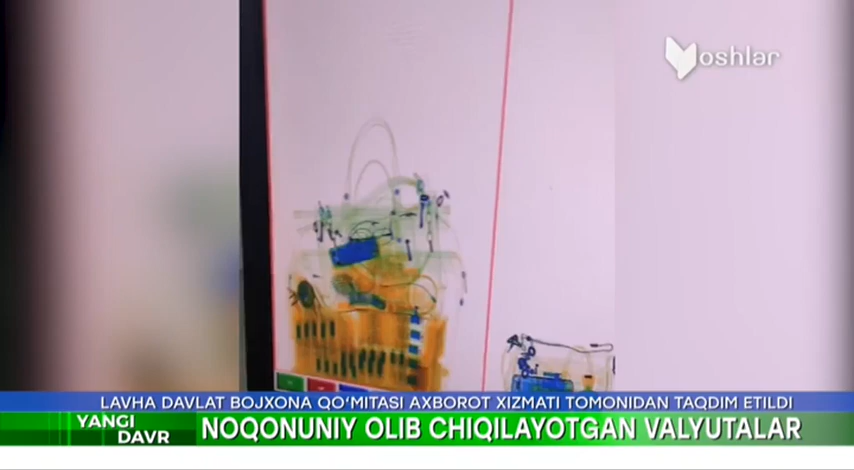 Yoshlar
LAVHA DAVLAT BOJXONA QO‘MITASI AXBOROT XIZMATI TOMONIDAN TAQDIM ETILDI
YANGI
DAVR
NOQONUNIY OLIB CHIQILAYOTGAN VALYUTALAR